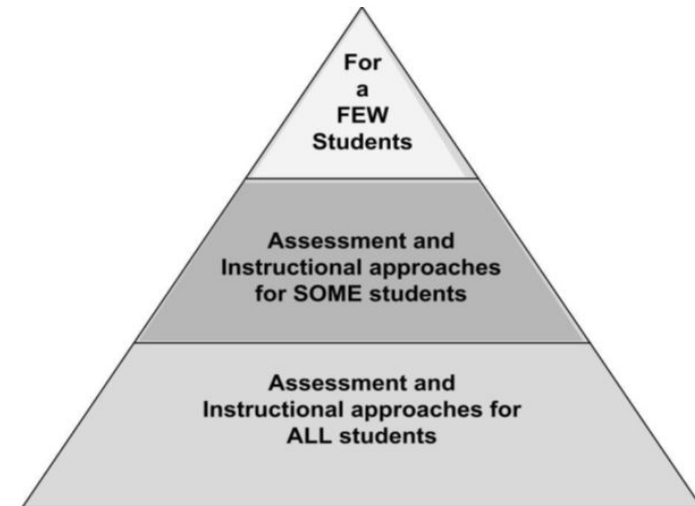 For
a
FEW
Students
Assessment and
Instructional approaches
for SOME students
Assessment and
Instructional approaches for
ALL students